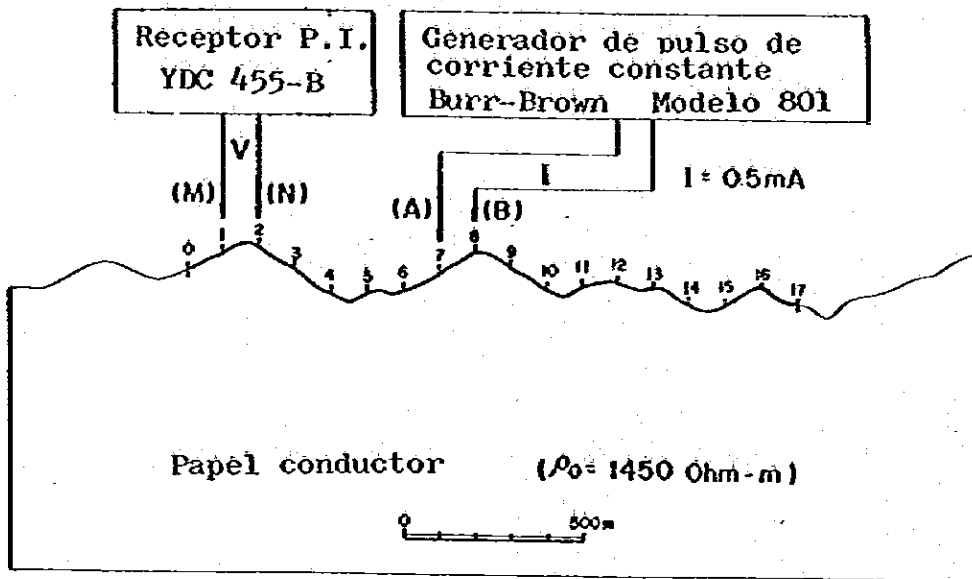 Receptor P.I.
YDC 455-B
Generador de pulso de
corriente constante
Burr-Brown Modelo 801
V
I
I = 0.5mA
(M)
(N)
(A)
(B)
0
1
2
3
4
5
6
7
8
9
10
11
12
13
14
15
16
17
Papel conductor
(ρ₀= 1450 Ohm-m)
0
500m